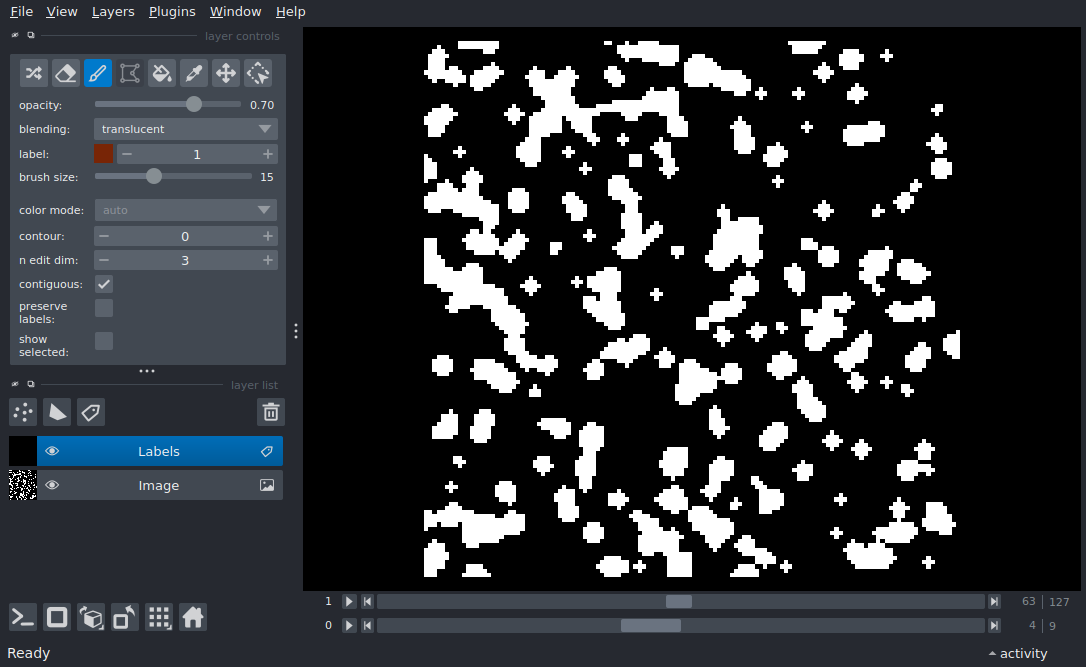 File View Layers Plugins Window Help
layer controls
opacity: 0.70
blending: translucent
label: 1
brush size: 15
color mode: auto
contour: 0
n edit dim: 3
contiguous:
preserve
labels:
show
selected:
layer list
Labels
Image
1 63 127
0 4 9
Ready activity